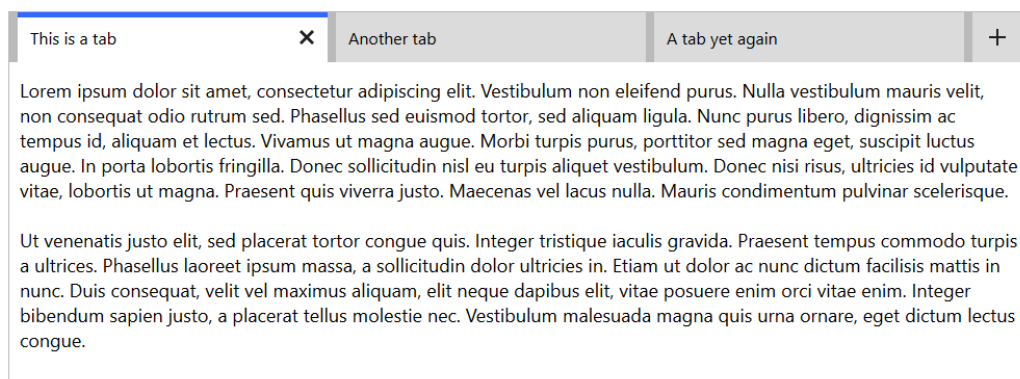 This is a tab
Another tab
A tab yet again
Lorem ipsum dolor sit amet, consectetur adipiscing elit. Vestibulum non eleifend purus. Nulla vestibulum mauris velit,
non consequat odio rutrum sed. Phasellus sed euismod tortor, sed aliquam ligula. Nunc purus libero, dignissim ac
tempus id, aliquam et lectus. Vivamus ut magna augue. Morbi turpis purus, porttitor sed magna eget, suscipit luctus
augue. In porta lobortis fringilla. Donec sollicitudin nisl eu turpis aliquet vestibulum. Donec nisi risus, ultricies id vulputate
vitae, lobortis ut magna. Praesent quis viverra justo. Maecenas vel lacus nulla. Mauris condimentum pulvinar scelerisque.
Ut venenatis justo elit, sed placerat tortor congue quis. Integer tristique iaculis gravida. Praesent tempus commodo turpis
a ultrices. Phasellus laoreet ipsum massa, a sollicitudin dolor ultricies in. Etiam ut dolor ac nunc dictum facilisis mattis in
nunc. Duis consequat, velit vel maximus aliquam, elit neque dapibus elit, vitae posuere enim orci vitae enim. Integer
bibendum sapien justo, a placerat tellus molestie nec. Vestibulum malesuada magna quis urna ornare, eget dictum lectus
congue.